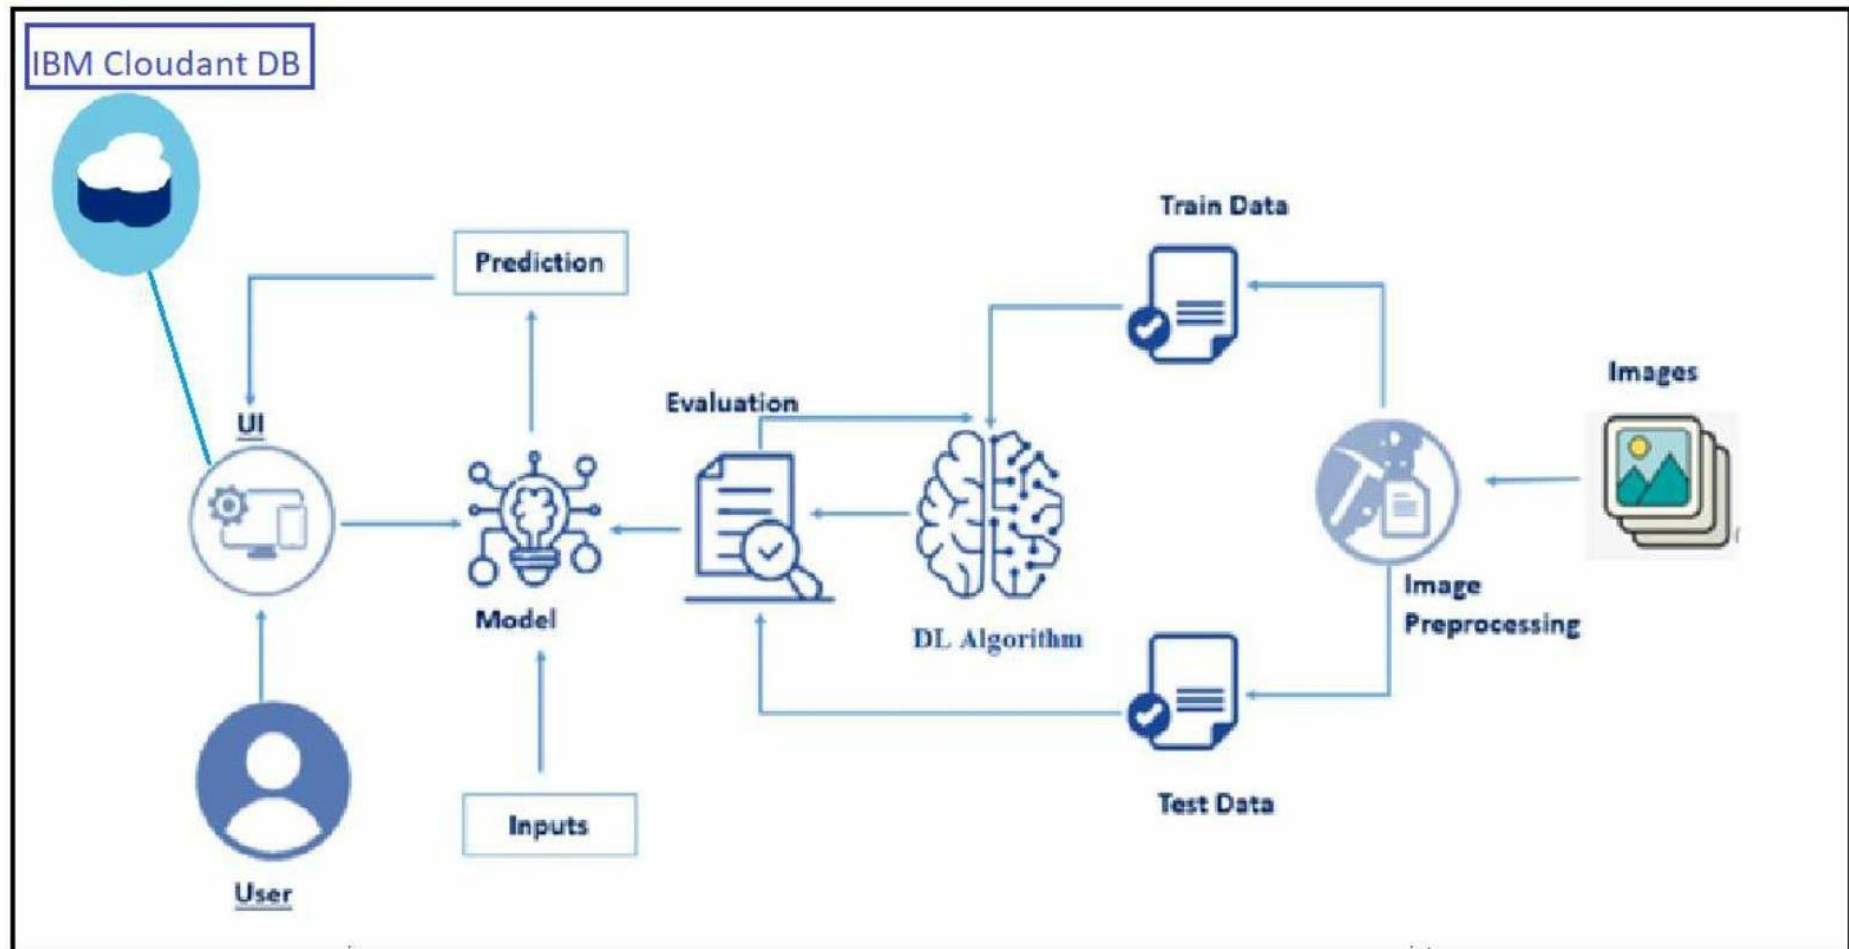 IBM Cloudant DB
Train Data
Prediction
Images
Evaluation
UI
Image
Preprocessing
Model
DL Algorithm
Test Data
Inputs
User